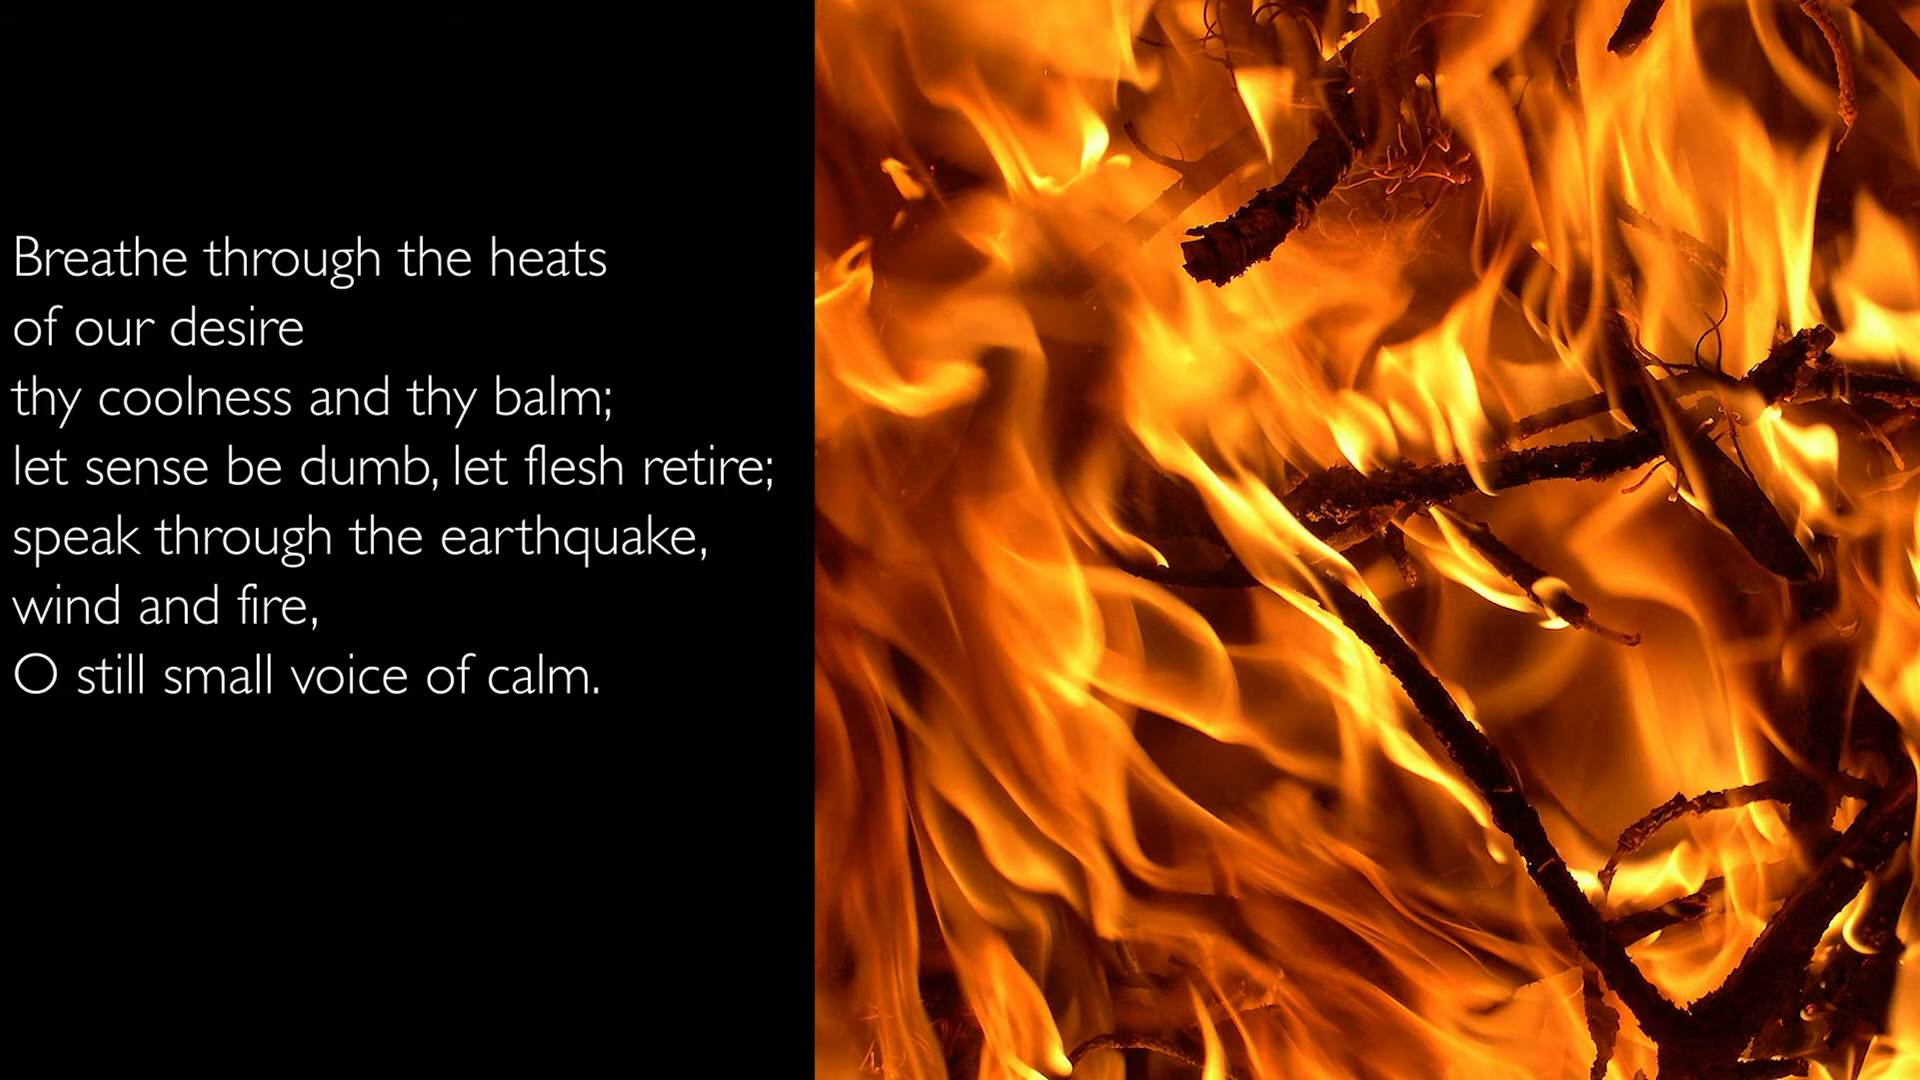 Breathe through the heats
of our desire
thy coolness and thy balm;
let sense be dumb, let flesh retire;
speak through the earthquake,
wind and fire,
O still small voice of calm.